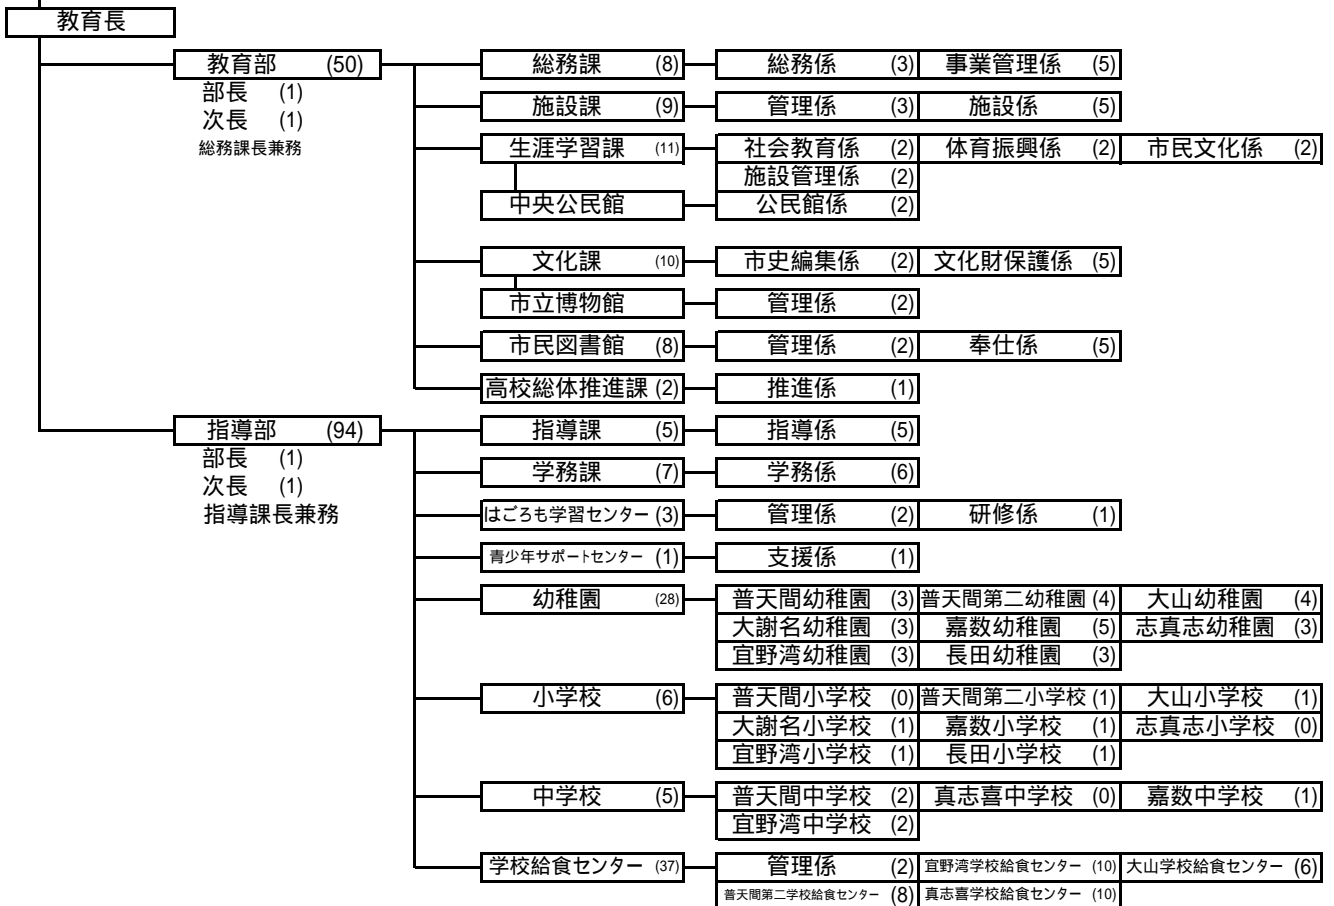 教育長
教育部 (50) 総務課 (8) 総務係 (3) 事業管理係 (5)
部長 (1)
次長 (1)
総務課長兼務
施設課 (9) 管理係 (3) 施設係 (5)
生涯学習課 (11) 社会教育係 (2) 体育振興係 (2) 市民文化係 (2)
施設管理係 (2)
中央公民館 公民館係 (2)
文化課 (10) 市史編集係 (2) 文化財保護係 (5)
市立博物館 管理係 (2)
市民図書館 (8) 管理係 (2) 奉仕係 (5)
高校総体推進課 (2) 推進係 (1)
指導部 (94) 指導課 (5) 指導係 (5)
部長 (1)
次長 (1)
指導課長兼務
学務課 (7) 学務係 (6)
はごろも学習センター (3) 管理係 (2) 研修係 (1)
青少年サポートセンター (1) 支援係 (1)
幼稚園 (28) 普天間幼稚園 (3) 普天間第二幼稚園 (4) 大山幼稚園 (4)
大謝名幼稚園 (3) 嘉数幼稚園 (5) 志真志幼稚園 (3)
宜野湾幼稚園 (3) 長田幼稚園 (3)
小学校 (6) 普天間小学校 (0) 普天間第二小学校 (1) 大山小学校 (1)
大謝名小学校 (1) 嘉数小学校 (1) 志真志小学校 (0)
宜野湾小学校 (1) 長田小学校 (1)
中学校 (5) 普天間中学校 (2) 真志喜中学校 (0) 嘉数中学校 (1)
宜野湾中学校 (2)
学校給食センター (37) 管理係 (2) 宜野湾学校給食センター (10) 大山学校給食センター (6)
普天間第二学校給食センター (8) 真志喜学校給食センター (10)